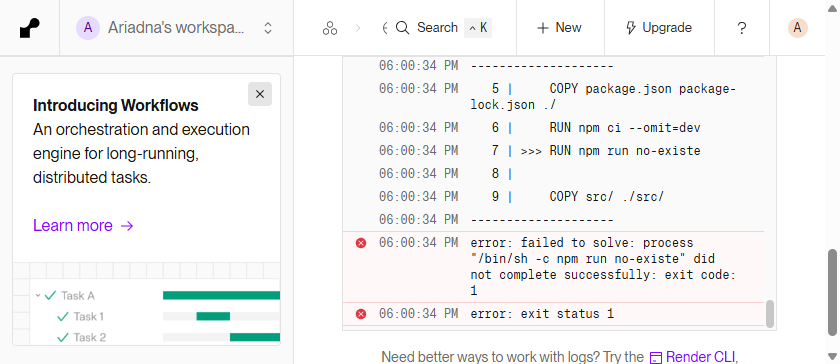 A Ariadna's workspa...
Search ^ K
+ New
Upgrade
?
A
Introducing Workflows
An orchestration and execution
engine for long-running,
distributed tasks.
Learn more →
Task A
Task 1
Task 2
06:00:34 PM --------------------
06:00:34 PM 5 | COPY package.json package-
lock.json ./
06:00:34 PM 6 | RUN npm ci --omit=dev
06:00:34 PM 7 | >>> RUN npm run no-existe
06:00:34 PM 8 |
06:00:34 PM 9 | COPY src/ ./src/
06:00:34 PM --------------------
06:00:34 PM error: failed to solve: process
"/bin/sh -c npm run no-existe" did
not complete successfully: exit code:
1
06:00:34 PM error: exit status 1
Need better ways to work with logs? Try the Render CLI,